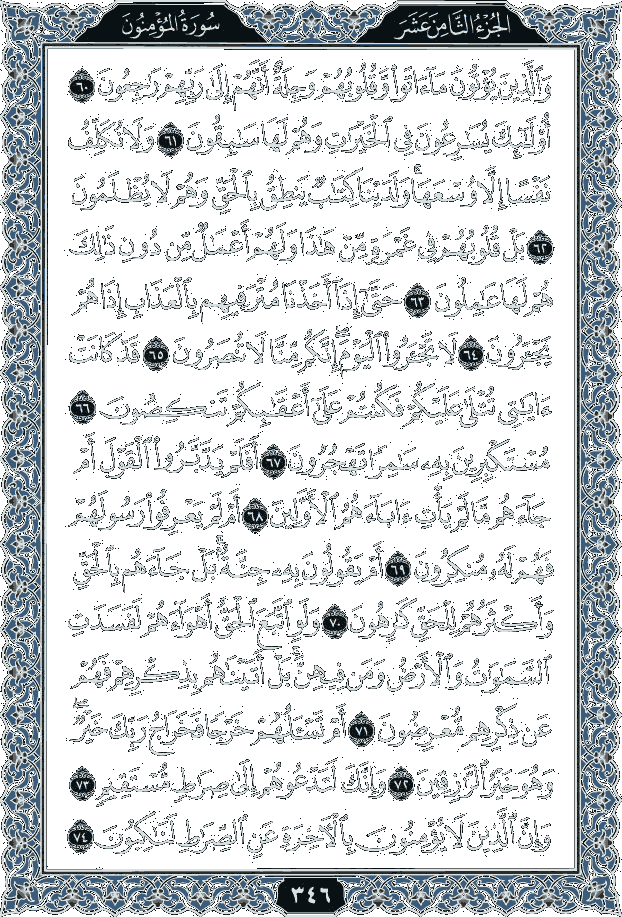 الجزء الثامن عشر
سورة المؤمنون
وَٱلَّذِينَ يُؤْتُونَ مَآ ءَاتَوا۟ وَّقُلُوبُهُمْ وَجِلَةٌ أَنَّهُمْ إِلَىٰ رَبِّهِمْ رَٰجِعُونَ ٦٠
أُو۟لَٰٓئِكَ يُسَٰرِعُونَ فِى ٱلْخَيْرَٰتِ وَهُمْ لَهَا سَٰبِقُونَ ٦١ وَلَا نُكَلِّفُ
نَفْسًا إِلَّا وُسْعَهَا ۖ وَلَدَيْنَا كِتَٰبٌ يَنطِقُ بِٱلْحَقِّ ۚ وَهُمْ لَا يُظْلَمُونَ
٦٢ بَلْ قُلُوبُهُمْ فِى غَمْرَةٍ مِّنْ هَٰذَا وَلَهُمْ أَعْمَٰلٌ مِّن دُونِ ذَٰلِكَ
هُمْ لَهَا عَٰمِلُونَ ٦٣ حَتَّىٰٓ إِذَآ أَخَذْنَا مُتْرَفِيهِم بِٱلْعَذَابِ إِذَا هُمْ
يَجْـَٔرُونَ ٦٤ لَا تَجْـَٔرُوا۟ ٱلْيَوْمَ ۖ إِنَّكُم مِّنَّا لَا تُنصَرُونَ ٦٥ قَدْ كَانَتْ
ءَايَٰتِى تُتْلَىٰ عَلَيْكُمْ فَكُنتُمْ عَلَىٰٓ أَعْقَٰبِكُمْ تَنكِصُونَ ٦٦
مُسْتَكْبِرِينَ بِهِۦ سَٰمِرًا تَهْجُرُونَ ٦٧ أَفَلَمْ يَدَّبَّرُوا۟ ٱلْقَوْلَ أَمْ
جَآءَهُم مَّا لَمْ يَأْتِ ءَابَآءَهُمُ ٱلْأَوَّلِينَ ٦٨ أَمْ لَمْ يَعْرِفُوا۟ رَسُولَهُمْ
فَهُمْ لَهُۥ مُنكِرُونَ ٦٩ أَمْ يَقُولُونَ بِهِۦ جِنَّةٌۢ ۚ بَلْ جَآءَهُم بِٱلْحَقِّ
وَأَكْثَرُهُمْ لِلْحَقِّ كَٰرِهُونَ ٧٠ وَلَوِ ٱتَّبَعَ ٱلْحَقُّ أَهْوَآءَهُمْ لَفَسَدَتِ
ٱلسَّمَٰوَٰتُ وَٱلْأَرْضُ وَمَن فِيهِنَّ ۚ بَلْ أَتَيْنَٰهُم بِذِكْرِهِمْ فَهُمْ
عَن ذِكْرِهِم مُّعْرِضُونَ ٧١ أَمْ تَسْـَٔلُهُمْ خَرْجًا فَخَرَاجُ رَبِّكَ خَيْرٌ ۖ
وَهُوَ خَيْرُ ٱلرَّٰزِقِينَ ٧٢ وَإِنَّكَ لَتَدْعُوهُمْ إِلَىٰ صِرَٰطٍ مُّسْتَقِيمٍ ٧٣
وَإِنَّ ٱلَّذِينَ لَا يُؤْمِنُونَ بِٱلْءَاخِرَةِ عَنِ ٱلصِّرَٰطِ لَنَٰكِبُونَ ٧٤
٣٤٦